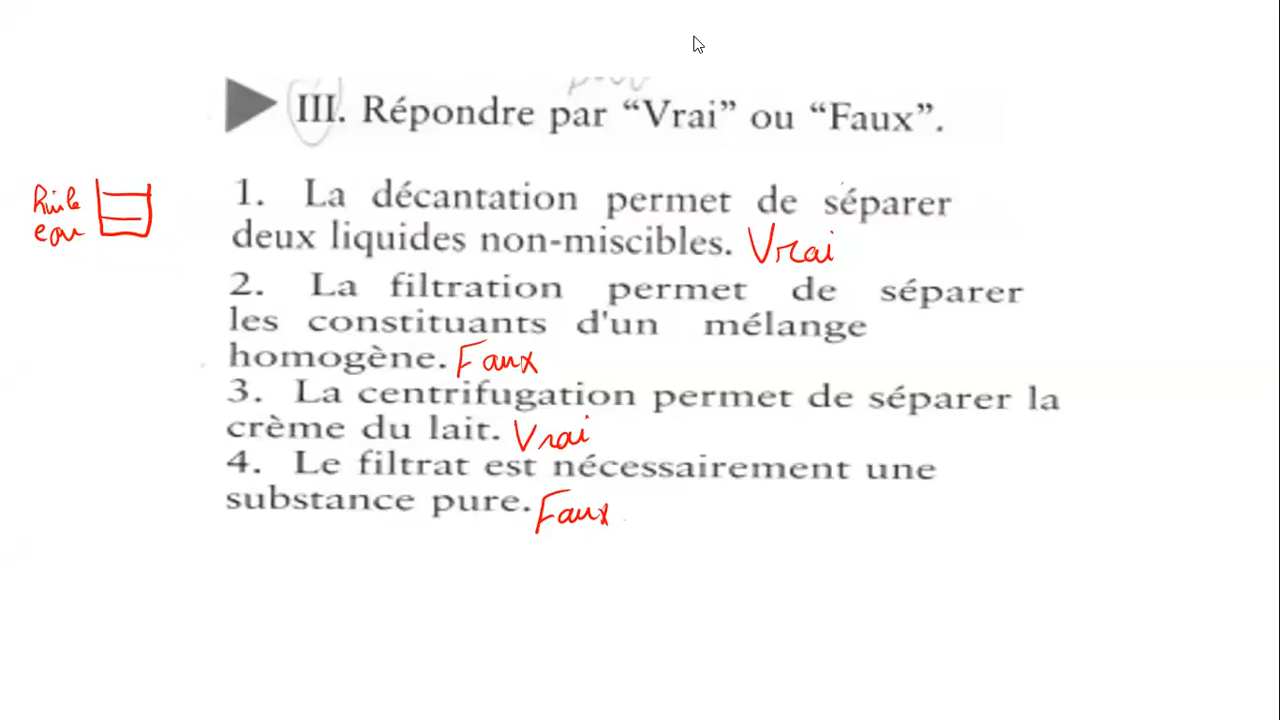 III. Répondre par “Vrai” ou “Faux”.
huile
eau
1. La décantation permet de séparer
deux liquides non-miscibles. Vrai
2. La filtration permet de séparer
les constituants d'un mélange
homogène. Faux
3. La centrifugation permet de séparer la
crème du lait. Vrai
4. Le filtrat est nécessairement une
substance pure. Faux